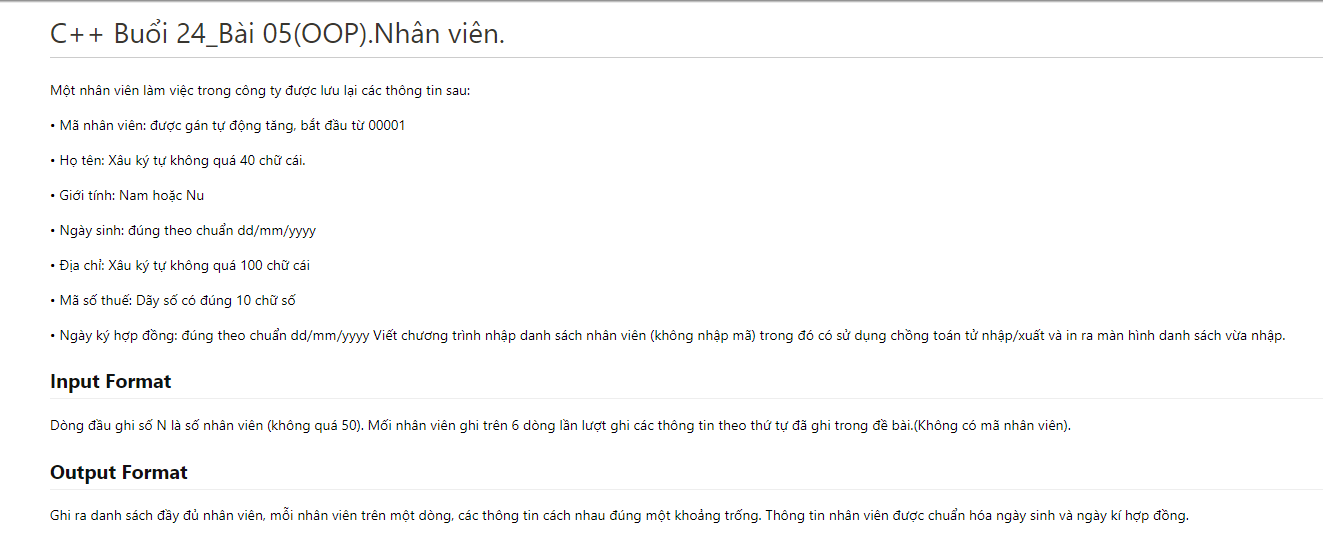 C++ Buổi 24_Bài 05(OOP).Nhân viên.
Một nhân viên làm việc trong công ty được lưu lại các thông tin sau:
• Mã nhân viên: được gán tự động tăng, bắt đầu từ 00001
• Họ tên: Xâu ký tự không quá 40 chữ cái.
• Giới tính: Nam hoặc Nu
• Ngày sinh: đúng theo chuẩn dd/mm/yyyy
• Địa chỉ: Xâu ký tự không quá 100 chữ cái
• Mã số thuế: Dãy số có đúng 10 chữ số
• Ngày ký hợp đồng: đúng theo chuẩn dd/mm/yyyy Viết chương trình nhập danh sách nhân viên (không nhập mã) trong đó có sử dụng chồng toán tử nhập/xuất và in ra màn hình danh sách vừa nhập.
Input Format
Dòng đầu ghi số N là số nhân viên (không quá 50). Mối nhân viên ghi trên 6 dòng lần lượt ghi các thông tin theo thứ tự đã ghi trong đề bài.(Không có mã nhân viên).
Output Format
Ghi ra danh sách đầy đủ nhân viên, mỗi nhân viên trên một dòng, các thông tin cách nhau đúng một khoảng trống. Thông tin nhân viên được chuẩn hóa ngày sinh và ngày kí hợp đồng.